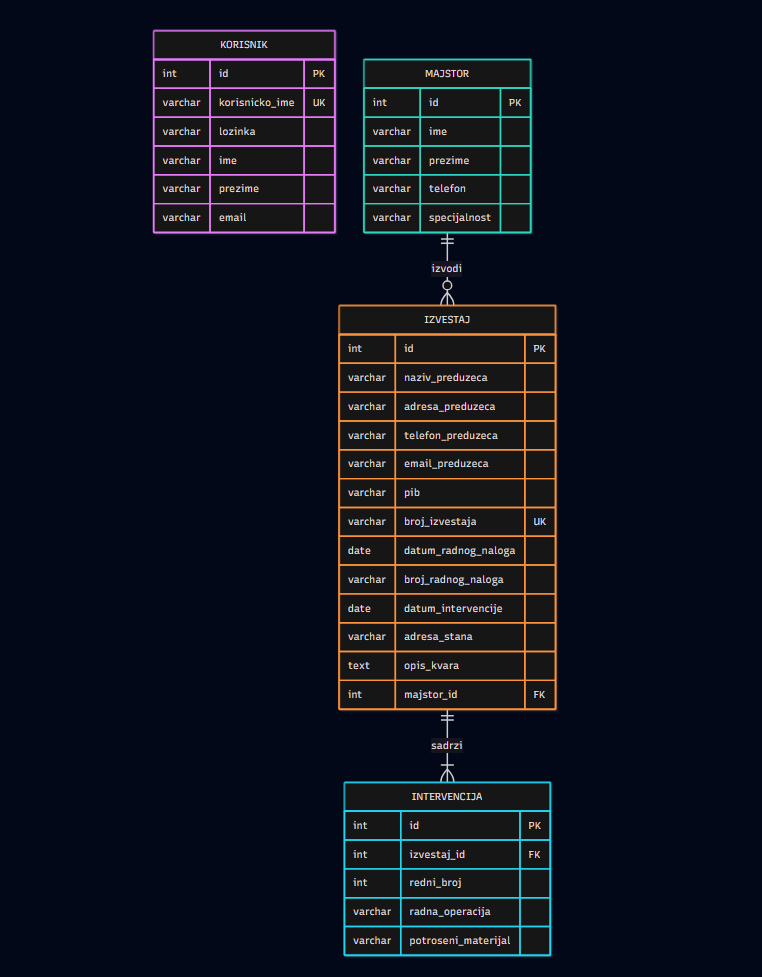 KORISNIK
int id PK
varchar korisnicko_ime UK
varchar lozinka
varchar ime
varchar prezime
varchar email
MAJSTOR
int id PK
varchar ime
varchar prezime
varchar telefon
varchar specijalnost
izvodi
IZVESTAJ
int id PK
varchar naziv_preduzeca
varchar adresa_preduzeca
varchar telefon_preduzeca
varchar email_preduzeca
varchar pib
varchar broj_izvestaja UK
date datum_radnog_naloga
varchar broj_radnog_naloga
date datum_intervencije
varchar adresa_stana
text opis_kvara
int majstor_id FK
sadrzi
INTERVENCIJA
int id PK
int izvestaj_id FK
int redni_broj
varchar radna_operacija
varchar potroseni_materijal